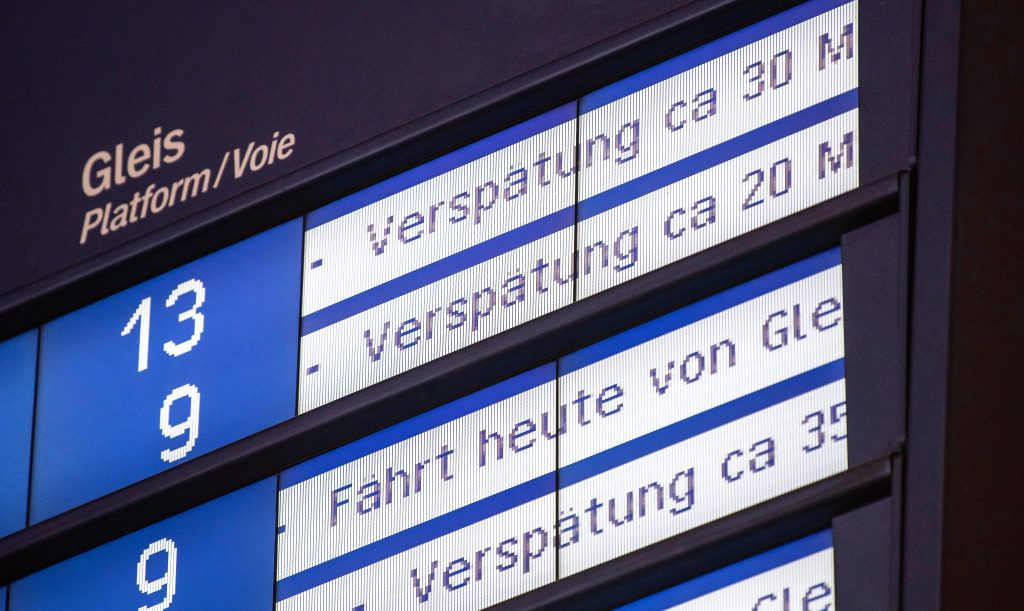 Gleis
Platform/Voie
13 - Verspätung ca 30 M
9 - Verspätung ca 20 M
- Fährt heute von Gle
9 - Verspätung ca 35
Gle